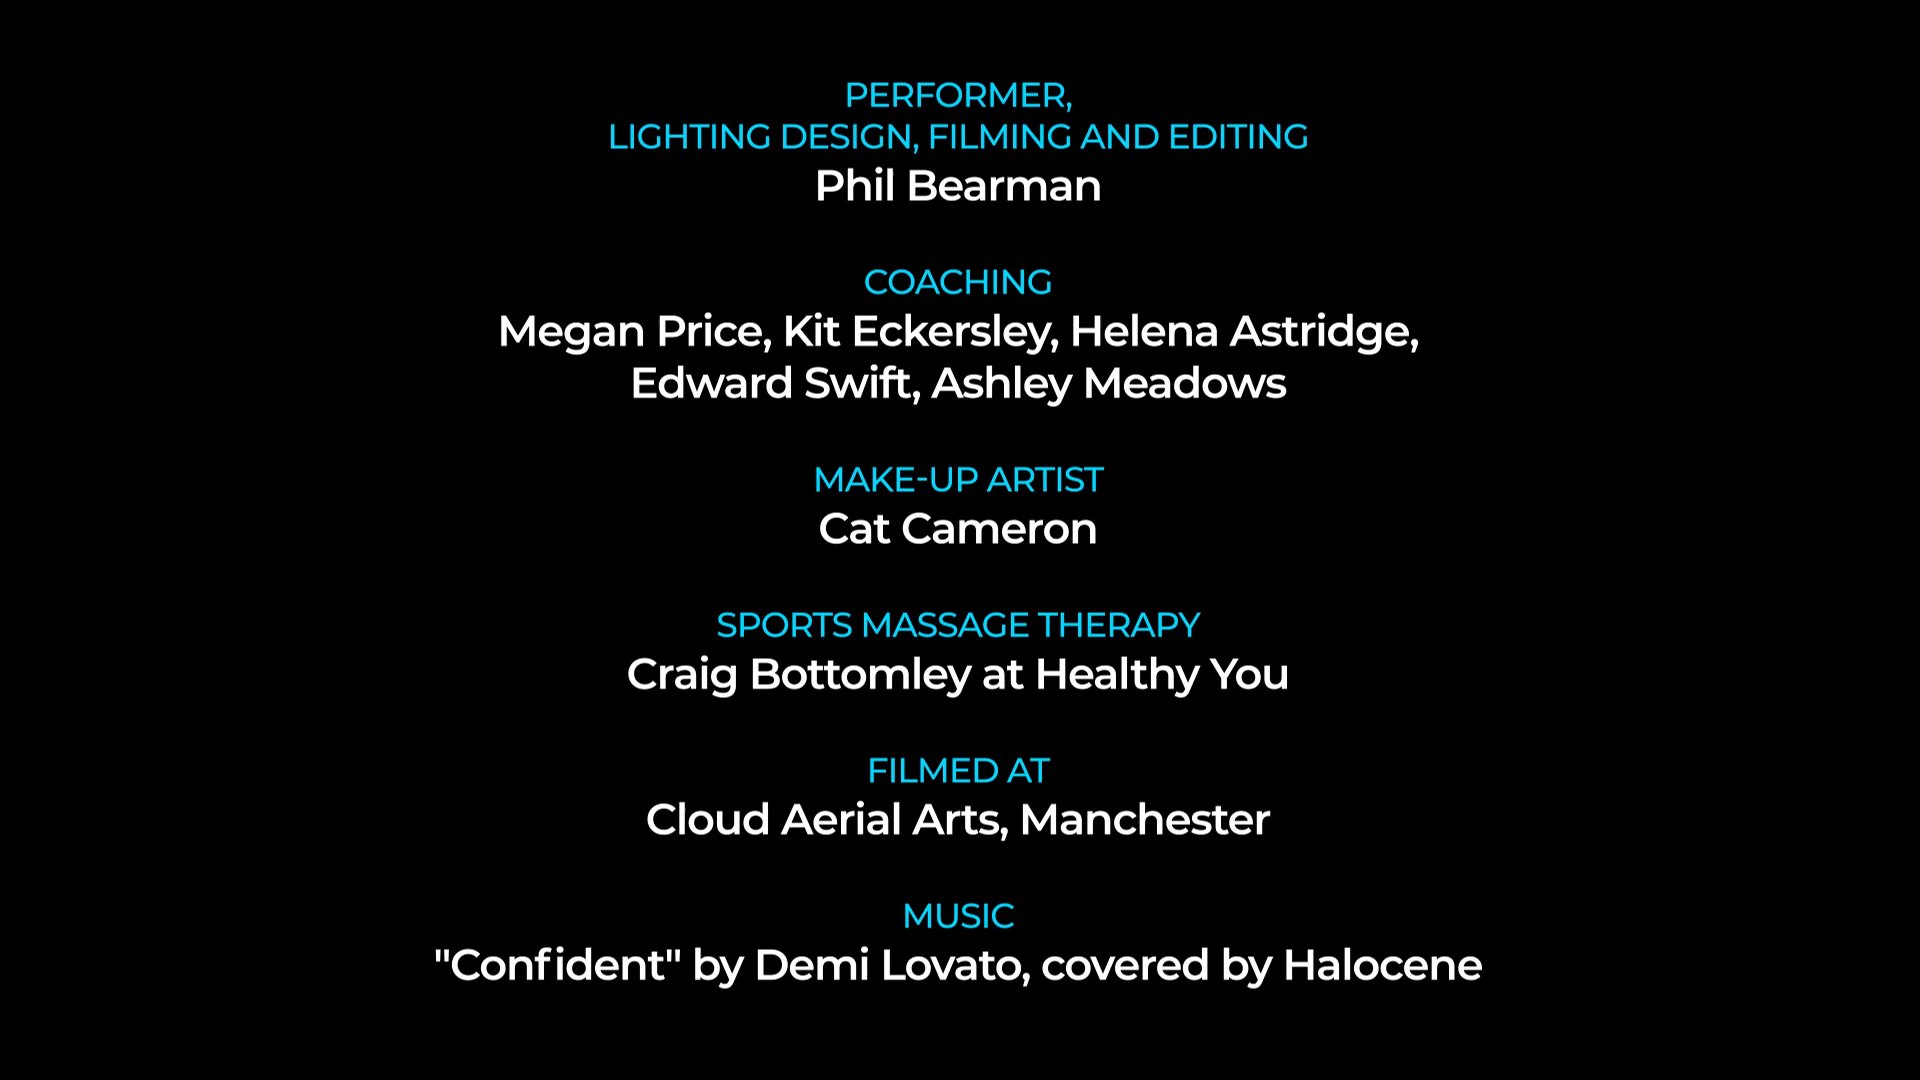 PERFORMER,
LIGHTING DESIGN, FILMING AND EDITING
Phil Bearman
COACHING
Megan Price, Kit Eckersley, Helena Astridge,
Edward Swift, Ashley Meadows
MAKE-UP ARTIST
Cat Cameron
SPORTS MASSAGE THERAPY
Craig Bottomley at Healthy You
FILMED AT
Cloud Aerial Arts, Manchester
MUSIC
"Confident" by Demi Lovato, covered by Halocene